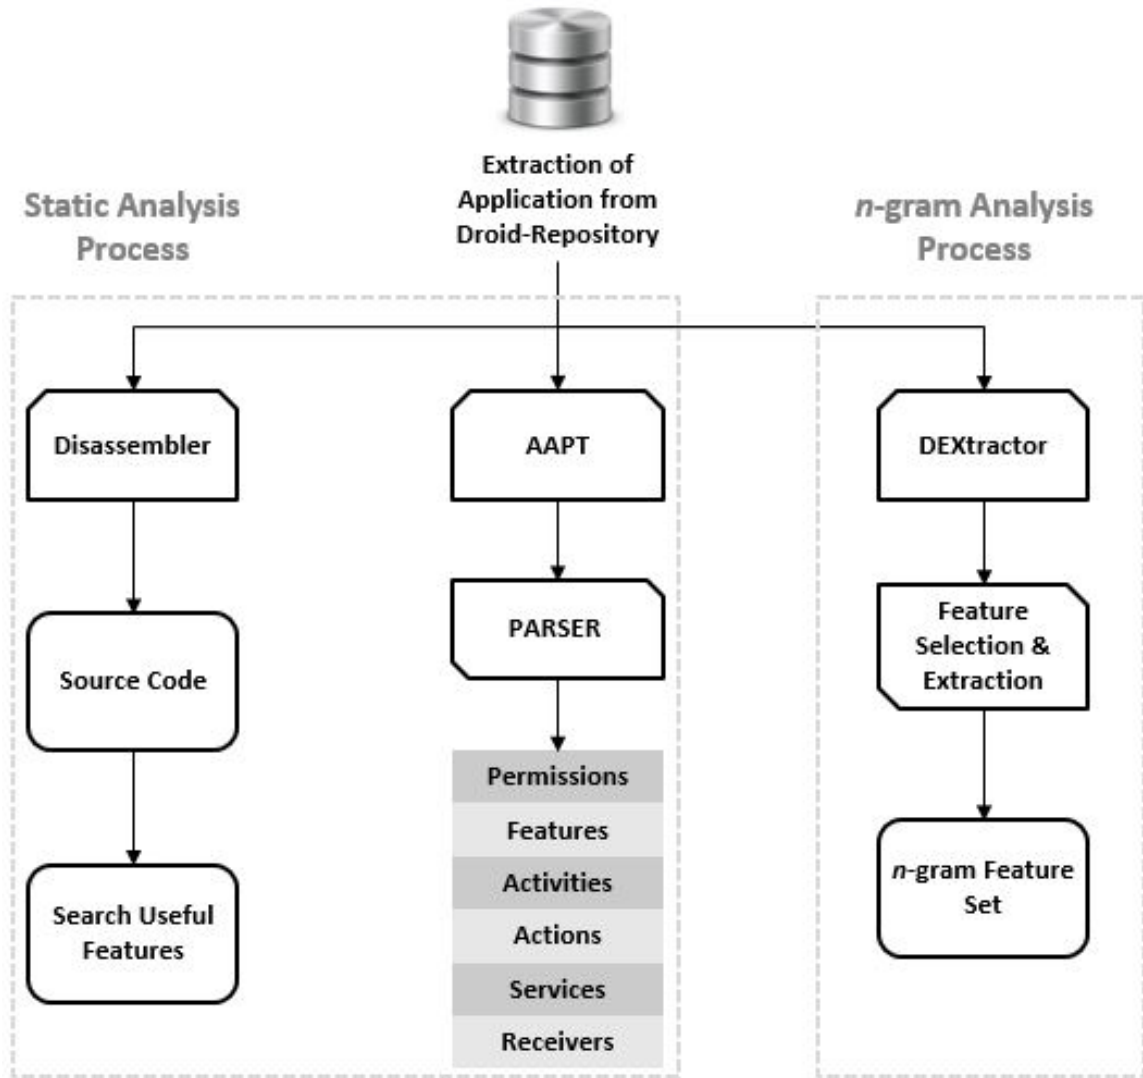 Extraction of
Application from
Droid-Repository
Static Analysis
Process
n-gram Analysis
Process
Disassembler
AAPT
DEXtractor
Source Code
PARSER
Feature
Selection &
Extraction
Search Useful
Features
Permissions
Features
Activities
Actions
Services
Receivers
n-gram Feature
Set